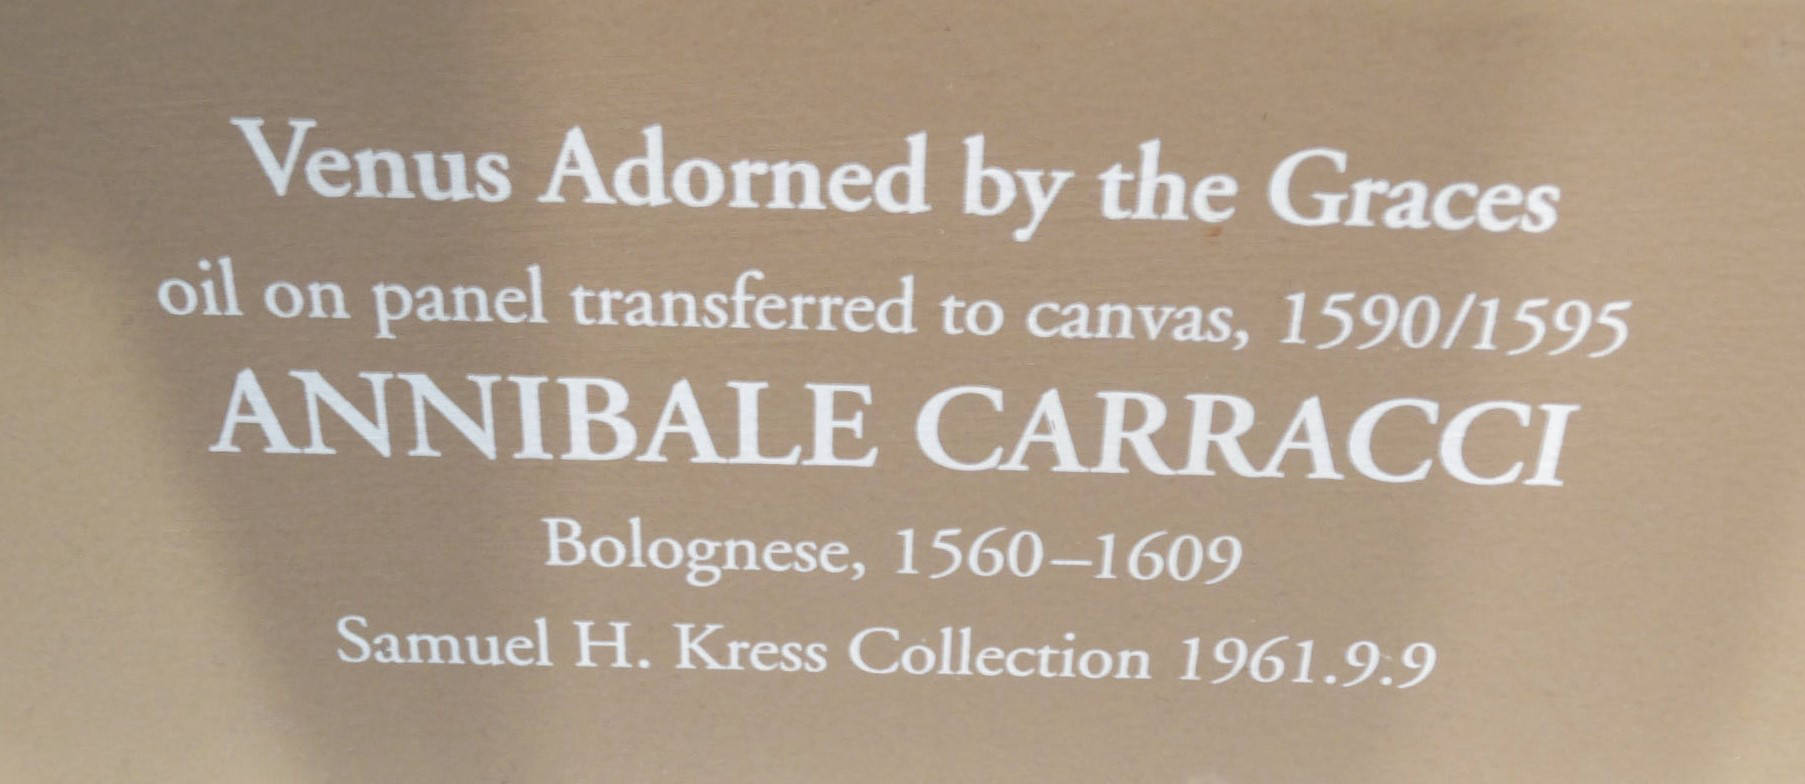 Venus Adorned by the Graces
oil on panel transferred to canvas, 1590/1595
ANNIBALE CARRACCI
Bolognese, 1560–1609
Samuel H. Kress Collection 1961.9.9